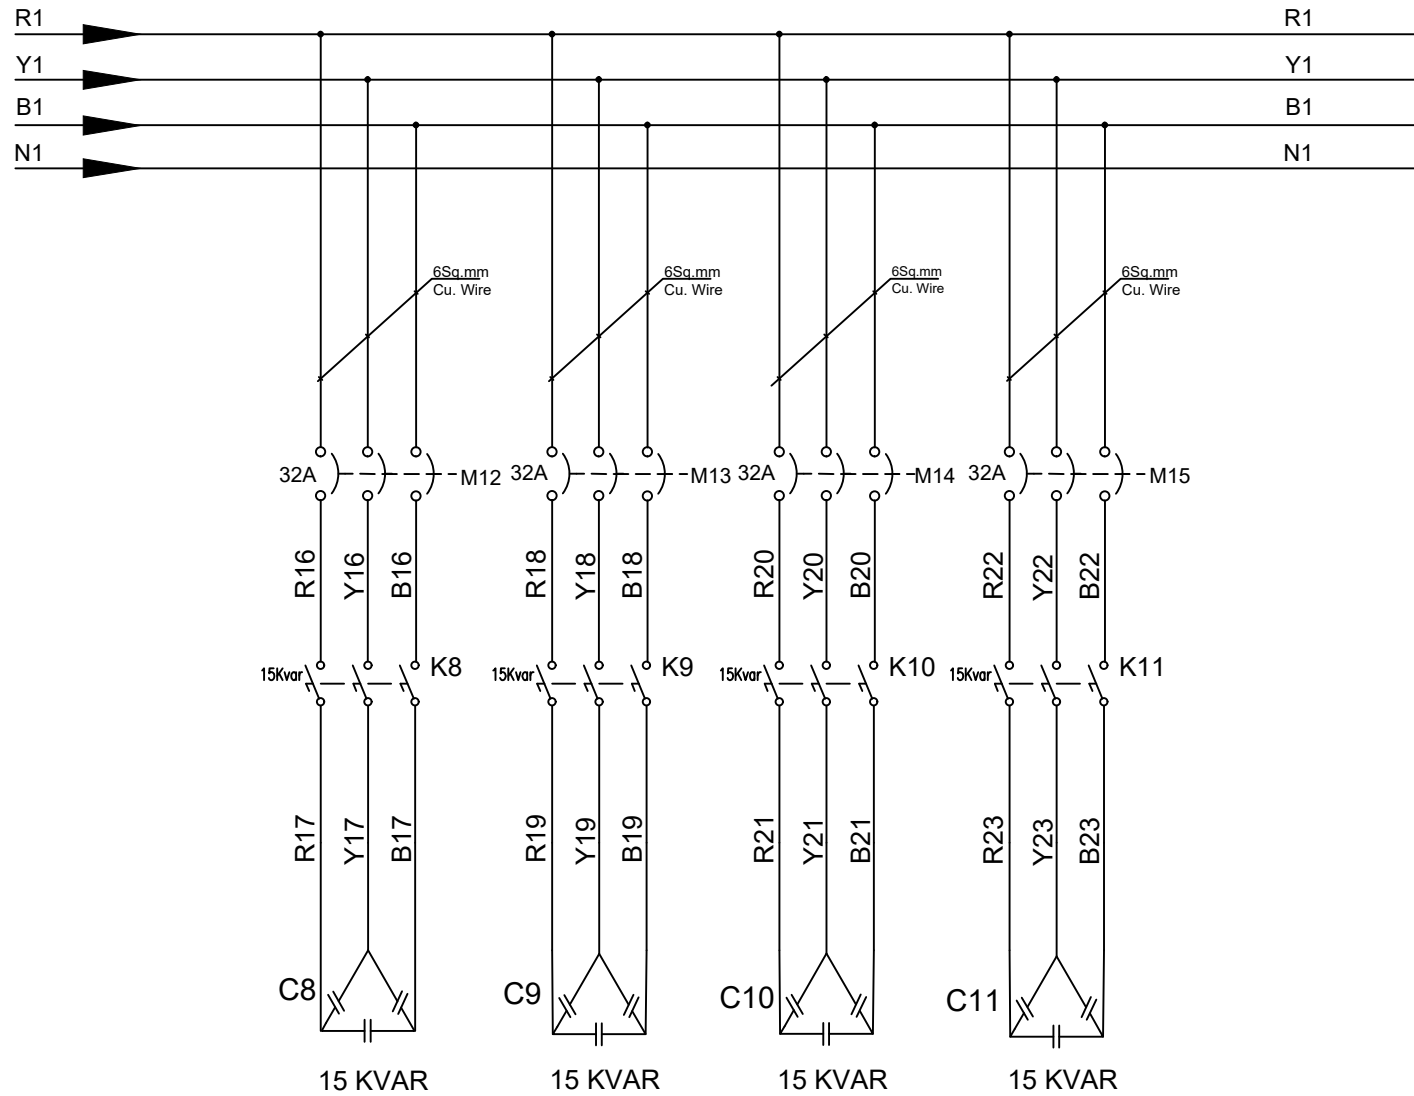 R1 R1
Y1 Y1
B1 B1
N1 N1
6Sq.mm 6Sq.mm 6Sq.mm 6Sq.mm
Cu. Wire Cu. Wire Cu. Wire Cu. Wire
32A M12 32A M13 32A M14 32A M15
R16 Y16 B16 R18 Y18 B18 R20 Y20 B20 R22 Y22 B22
15Kvar K8 15Kvar K9 15Kvar K10 15Kvar K11
R17 Y17 B17 R19 Y19 B19 R21 Y21 B21 R23 Y23 B23
C8 C9 C10 C11
15 KVAR 15 KVAR 15 KVAR 15 KVAR